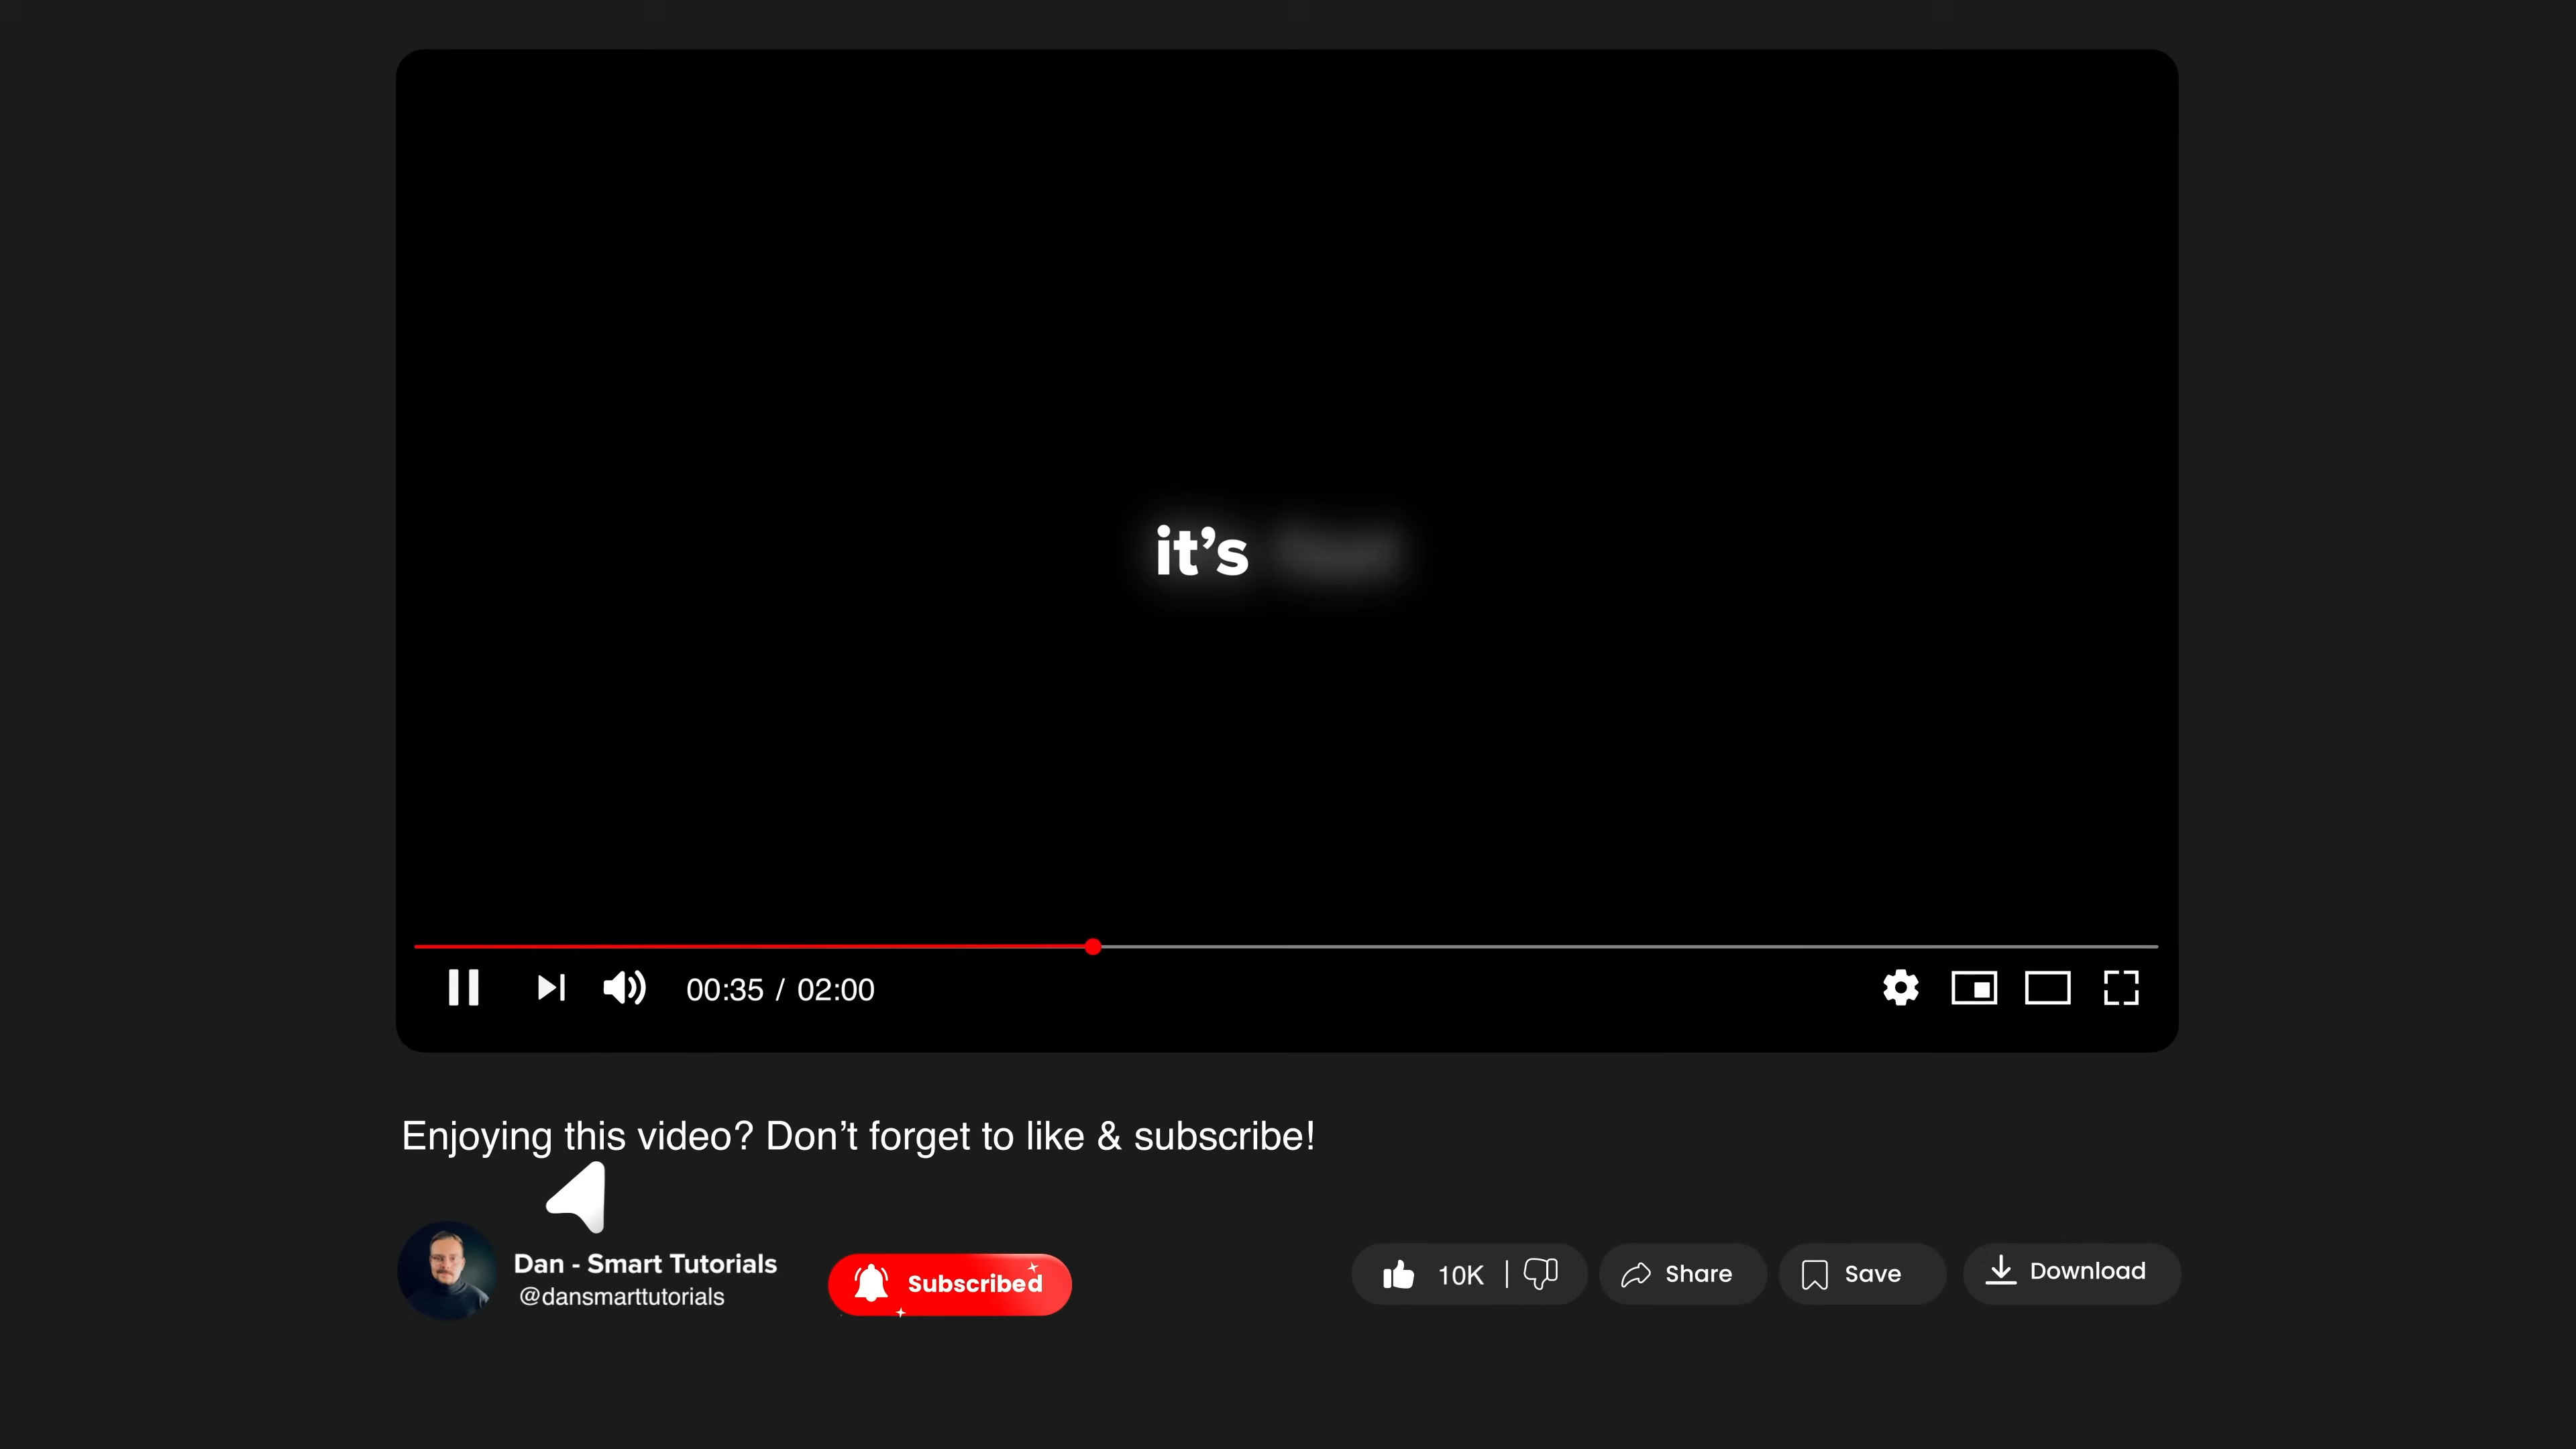 it’s
00:35 / 02:00
Enjoying this video? Don’t forget to like & subscribe!
Dan - Smart Tutorials
@dansmarttutorials
Subscribed
10K
Share
Save
Download